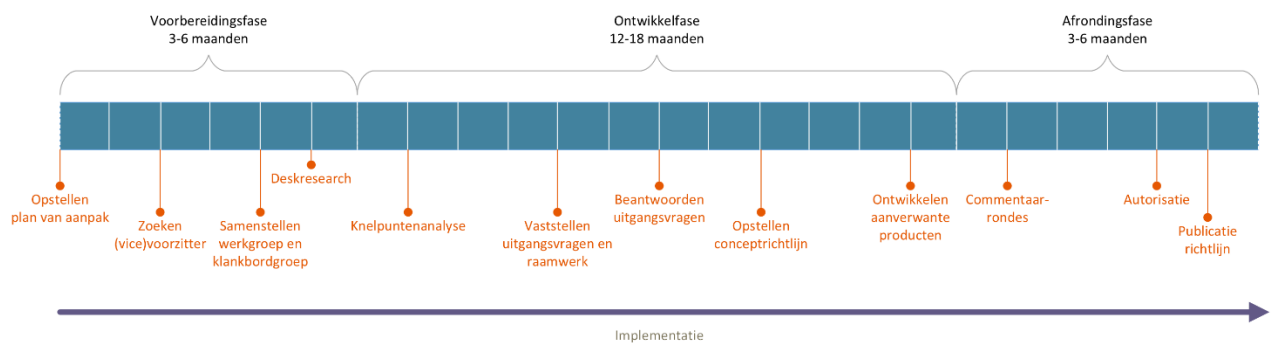 Voorbereidingsfase
3-6 maanden
Ontwikkelfase
12-18 maanden
Afrondingsfase
3-6 maanden
Opstellen
plan van aanpak
Zoeken
(vice)voorzitter
Samenstellen
werkgroep en
klankbordgroep
Deskresearch
Knelpuntenanalyse
Vaststellen
uitgangsvragen en
raamwerk
Beantwoorden
uitgangsvragen
Opstellen
conceptrichtlijn
Ontwikkelen
aanverwante
producten
Commentaar-
rondes
Autorisatie
Publicatie
richtlijn
Implementatie